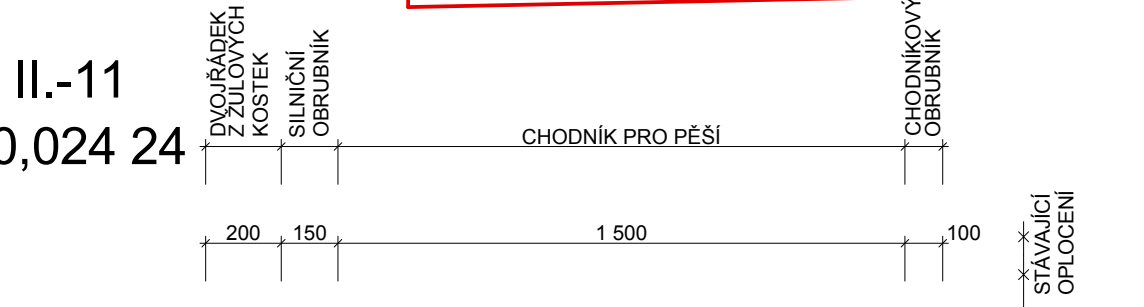 II.-11
0,024 24
DVOJŘÁDEK
Z ŽULOVÝCH
KOSTEK
SILNIČNÍ
OBRUBNÍK
CHODNÍK PRO PĚŠÍ
CHODNÍKOVÝ
OBRUBNÍK
200
150
1 500
100
STÁVAJÍCÍ
OPLOCENÍ